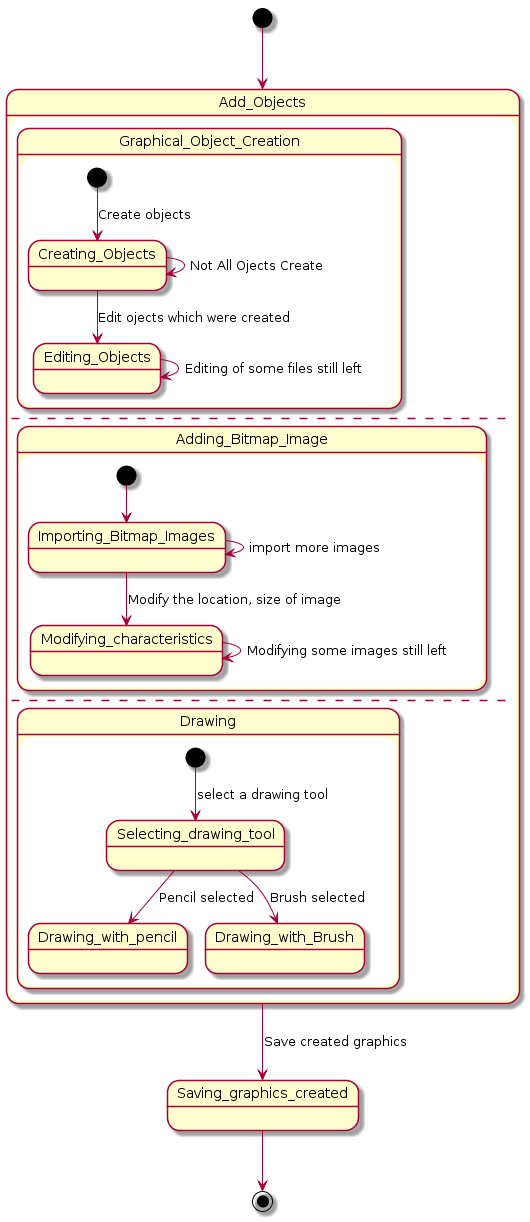 Add_Objects
Graphical_Object_Creation
Create objects
Creating_Objects
Not All Ojects Create
Edit ojects which were created
Editing_Objects
Editing of some files still left
Adding_Bitmap_Image
Importing_Bitmap_Images
import more images
Modify the location, size of image
Modifying_characteristics
Modifying some images still left
Drawing
select a drawing tool
Selecting_drawing_tool
Pencil selected
Brush selected
Drawing_with_pencil
Drawing_with_Brush
Save created graphics
Saving_graphics_created